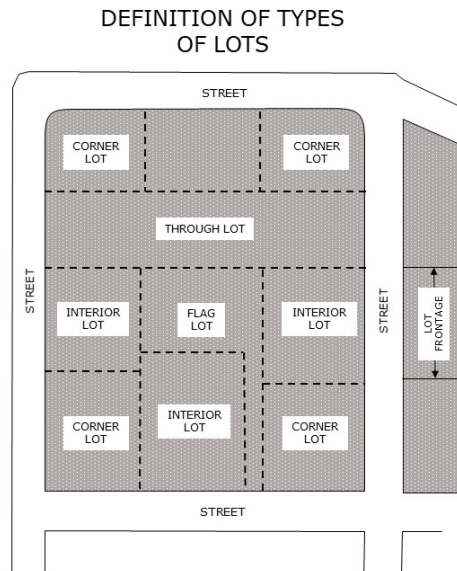 DEFINITION OF TYPES
OF LOTS
STREET
CORNER
LOT
CORNER
LOT
THROUGH LOT
STREET
INTERIOR
LOT
FLAG
LOT
INTERIOR
LOT
STREET
LOT
FRONTAGE
CORNER
LOT
INTERIOR
LOT
CORNER
LOT
STREET